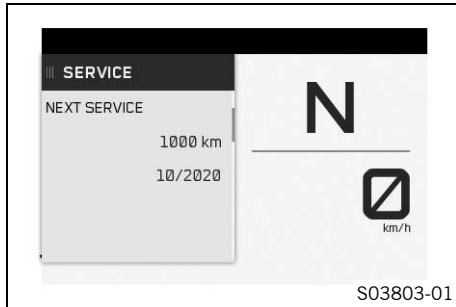 SERVICE
NEXT SERVICE
1000 km
10/2020
N
0
km/h
S03803-01